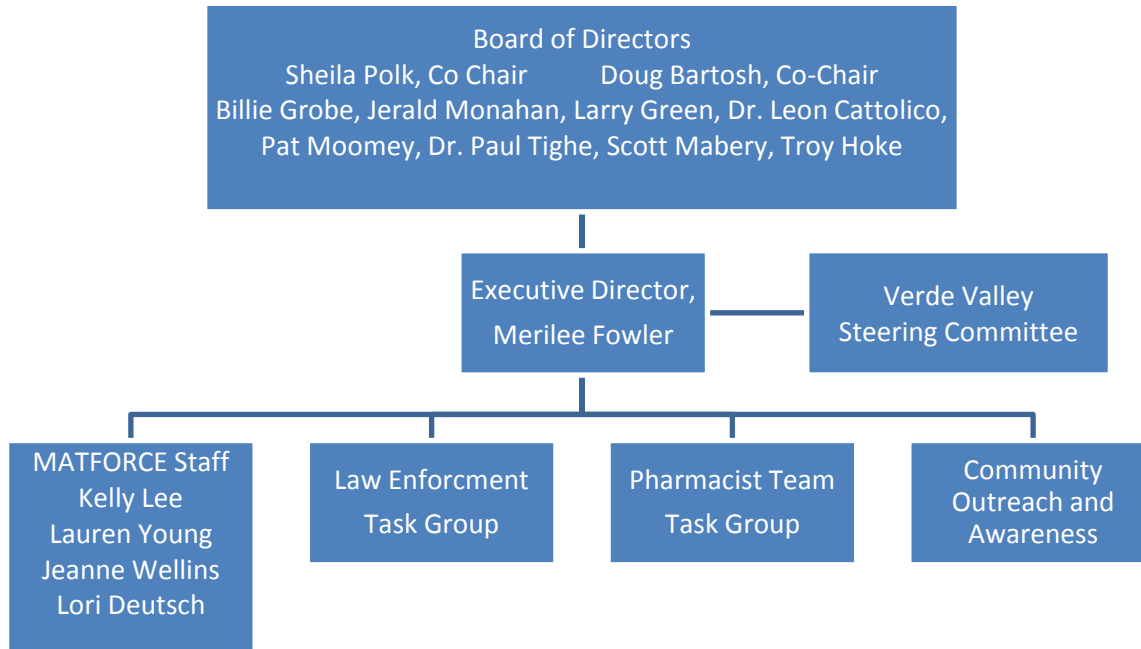 Board of Directors
Sheila Polk, Co Chair Doug Bartosh, Co-Chair
Billie Grobe, Jerald Monahan, Larry Green, Dr. Leon Cattolico,
Pat Moomey, Dr. Paul Tighe, Scott Mabery, Troy Hoke
Executive Director,
Merilee Fowler
Verde Valley
Steering Committee
MATFORCE Staff
Kelly Lee
Lauren Young
Jeanne Wellins
Lori Deutsch
Law Enforcment
Task Group
Pharmacist Team
Task Group
Community
Outreach and
Awareness